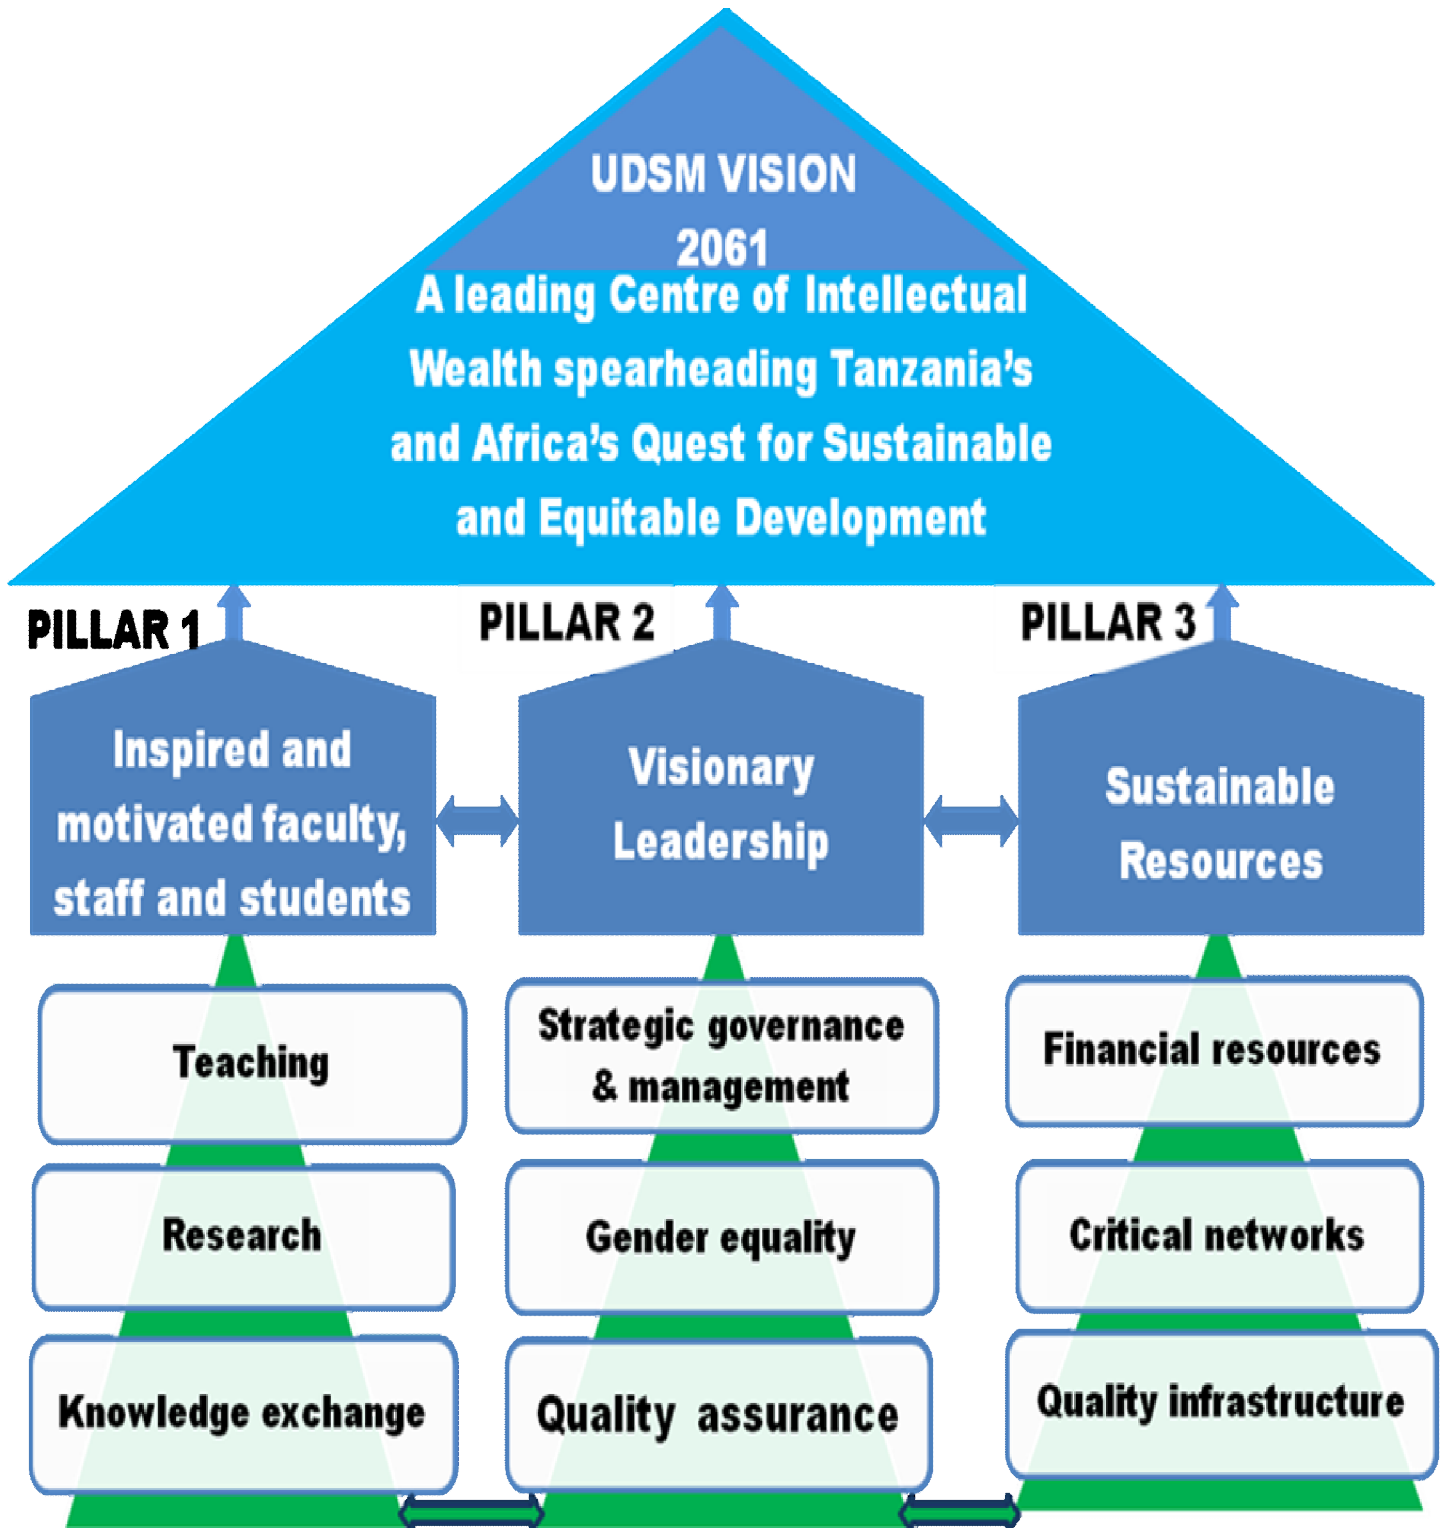 UDSM VISION
2061
A leading Centre of Intellectual
Wealth spearheading Tanzania's
and Africa's Quest for Sustainable
and Equitable Development
PILLAR 1
PILLAR 2
PILLAR 3
Inspired and
motivated faculty,
staff and students
Visionary
Leadership
Sustainable
Resources
Teaching
Strategic governance
& management
Financial resources
Research
Gender equality
Critical networks
Knowledge exchange
Quality assurance
Quality infrastructure